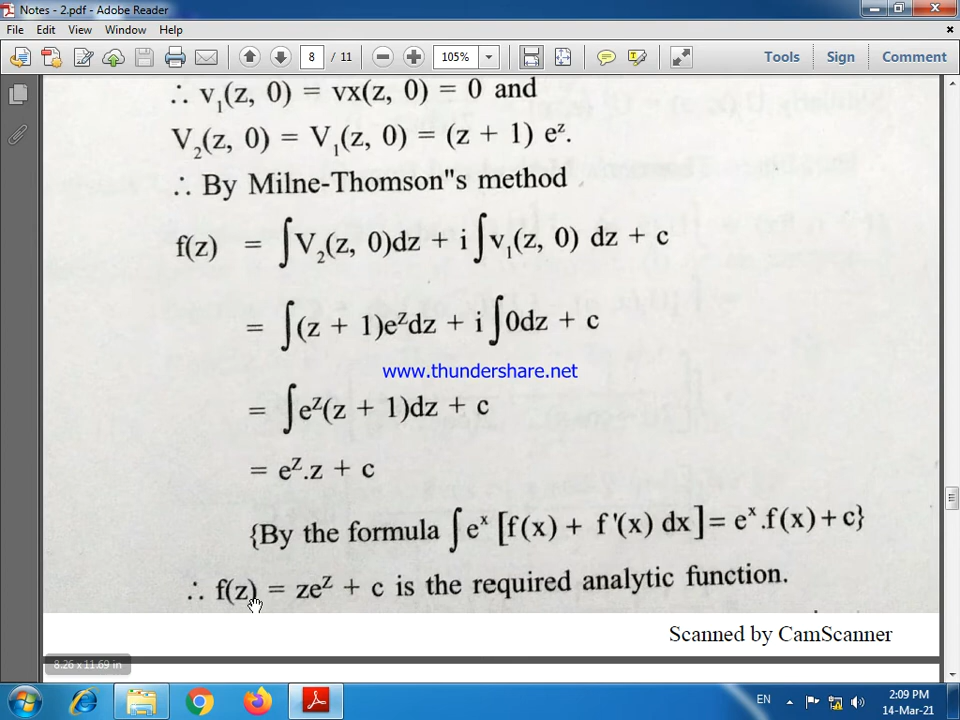 Notes - 2.pdf - Adobe Reader
File Edit View Window Help
8 / 11 105% Tools Sign Comment
∴ v₁(z, 0) = vx(z, 0) = 0 and
V₂(z, 0) = V₁(z, 0) = (z + 1) eᶻ.
∴ By Milne-Thomson"s method
f(z) = ∫V₂(z, 0)dz + i ∫v₁(z, 0) dz + c
= ∫(z + 1)eᶻdz + i ∫0dz + c
www.thundershare.net
= ∫eᶻ(z + 1)dz + c
= eᶻ.z + c
{By the formula ∫eˣ [f(x) + f'(x) dx] = eˣ.f(x) + c}
∴ f(z) = zeᶻ + c is the required analytic function.
Scanned by CamScanner
8.26 x 11.69 in
EN 2:09 PM
14-Mar-21